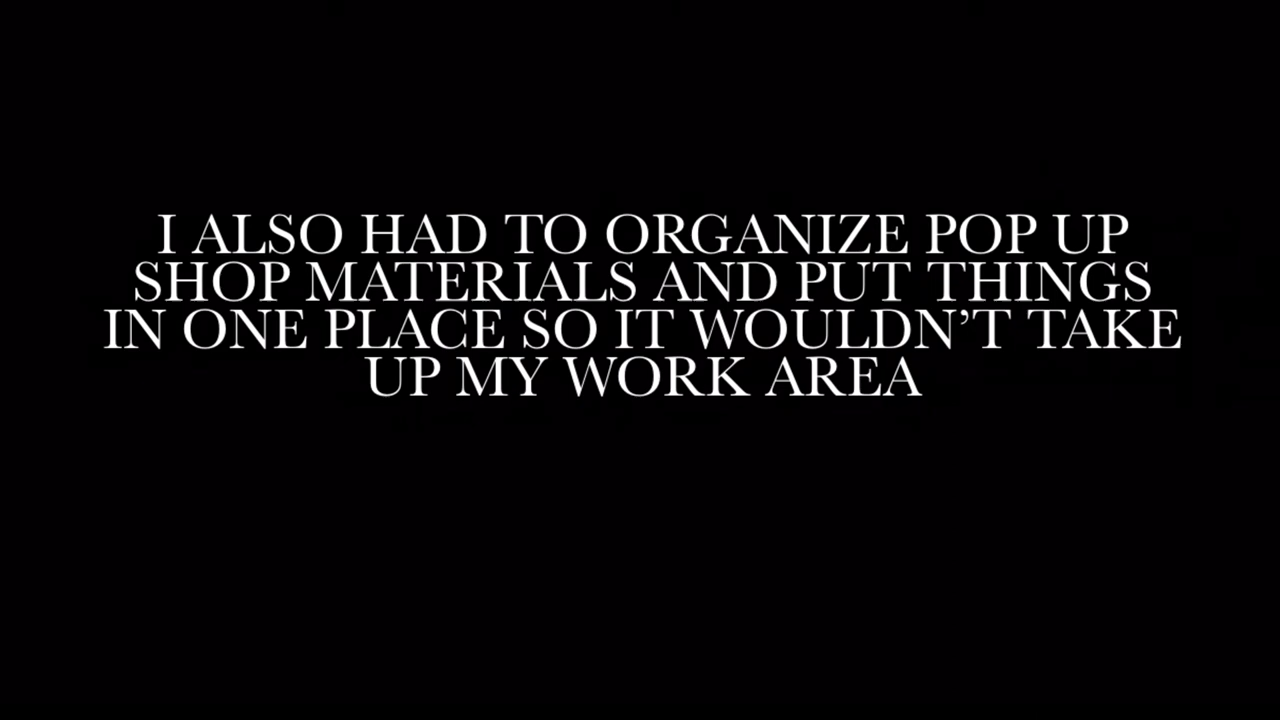 I ALSO HAD TO ORGANIZE POP UP
SHOP MATERIALS AND PUT THINGS
IN ONE PLACE SO IT WOULDN’T TAKE
UP MY WORK AREA